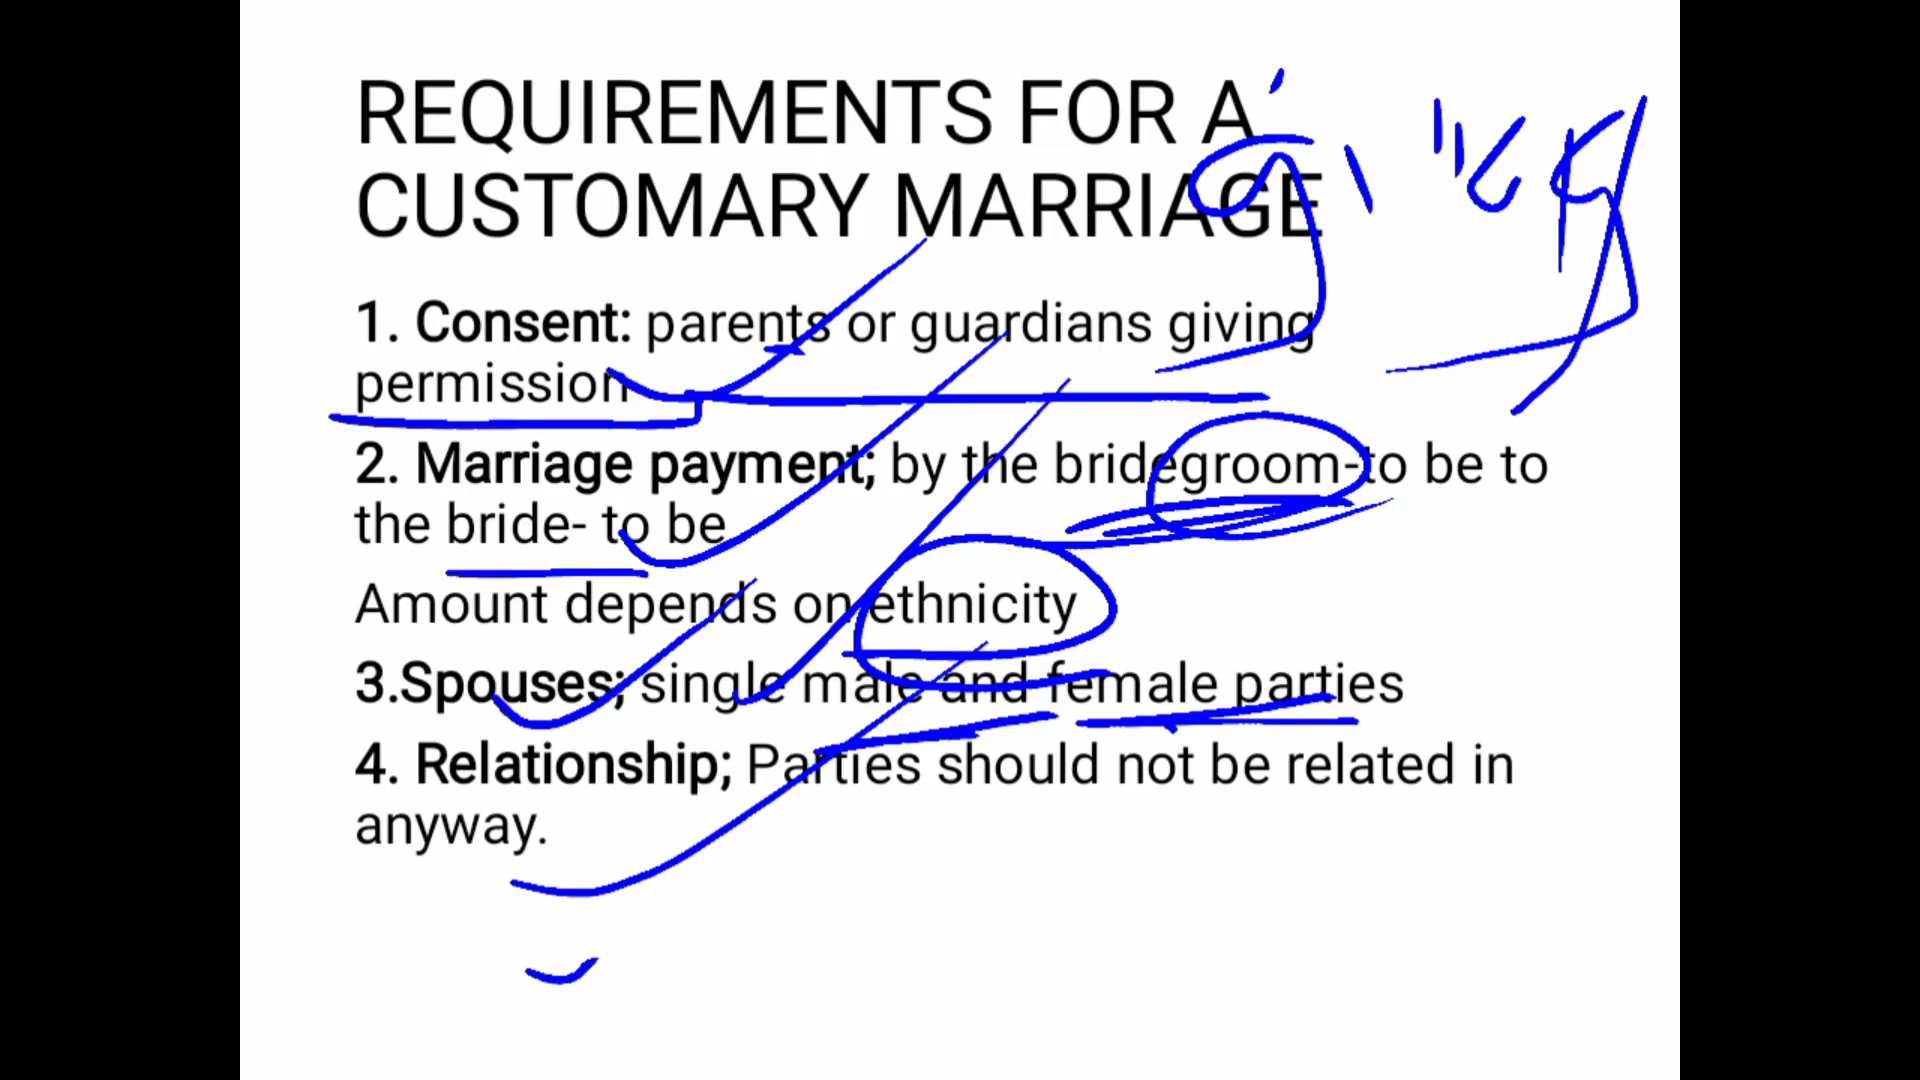 REQUIREMENTS FOR A
CUSTOMARY MARRIAGE
1. Consent: parents or guardians giving
permission
2. Marriage payment; by the bridegroom-to be to
the bride- to be
Amount depends on ethnicity
3.Spouses; single male and female parties
4. Relationship; Parties should not be related in
anyway.